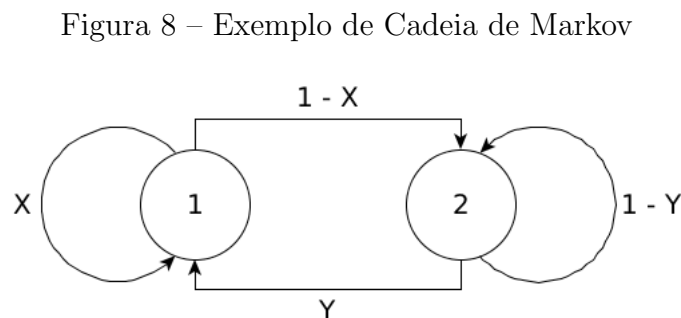 Figura 8 – Exemplo de Cadeia de Markov
1 - X
X
1
2
1 - Y
Y